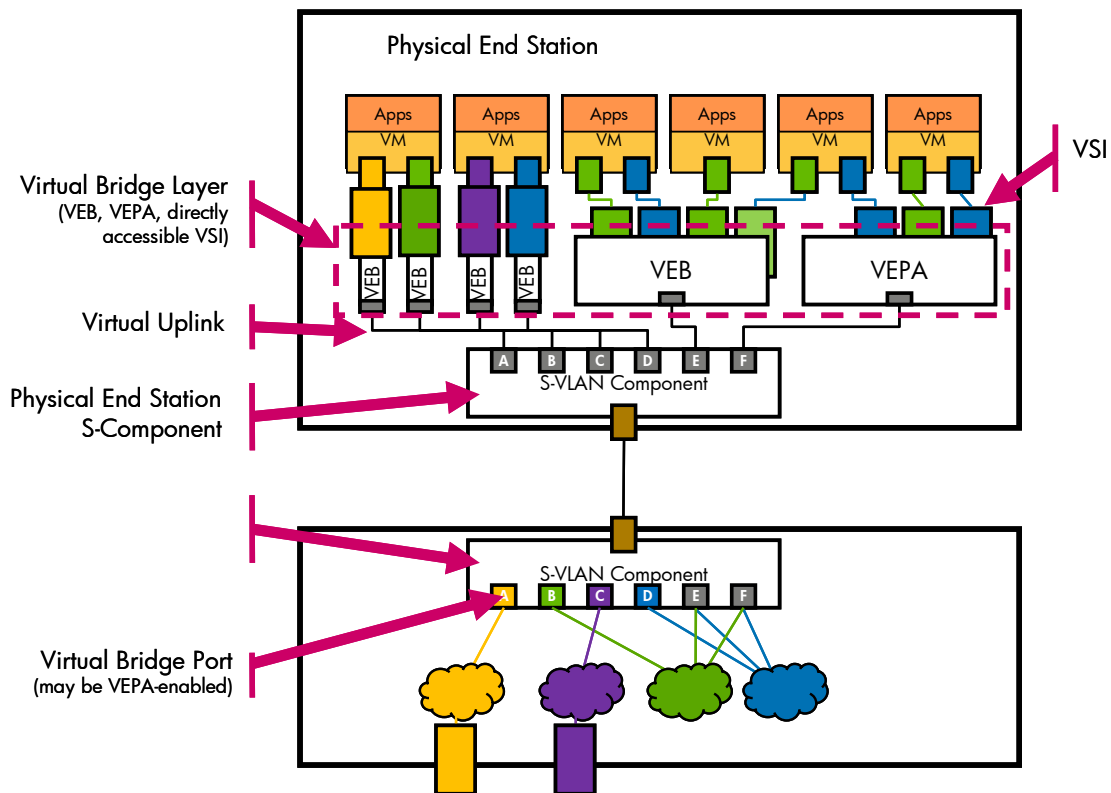 Physical End Station
Apps
VM
Apps
VM
Apps
VM
Apps
VM
Apps
VM
Apps
VM
VSI
Virtual Bridge Layer
(VEB, VEPA, directly
accessible VSI)
VEB
VEB
VEB
VEB
VEB
VEPA
Virtual Uplink
A
B
C
D
E
F
S-VLAN Component
Physical End Station
S-Component
S-VLAN Component
A
B
C
D
E
F
Virtual Bridge Port
(may be VEPA-enabled)